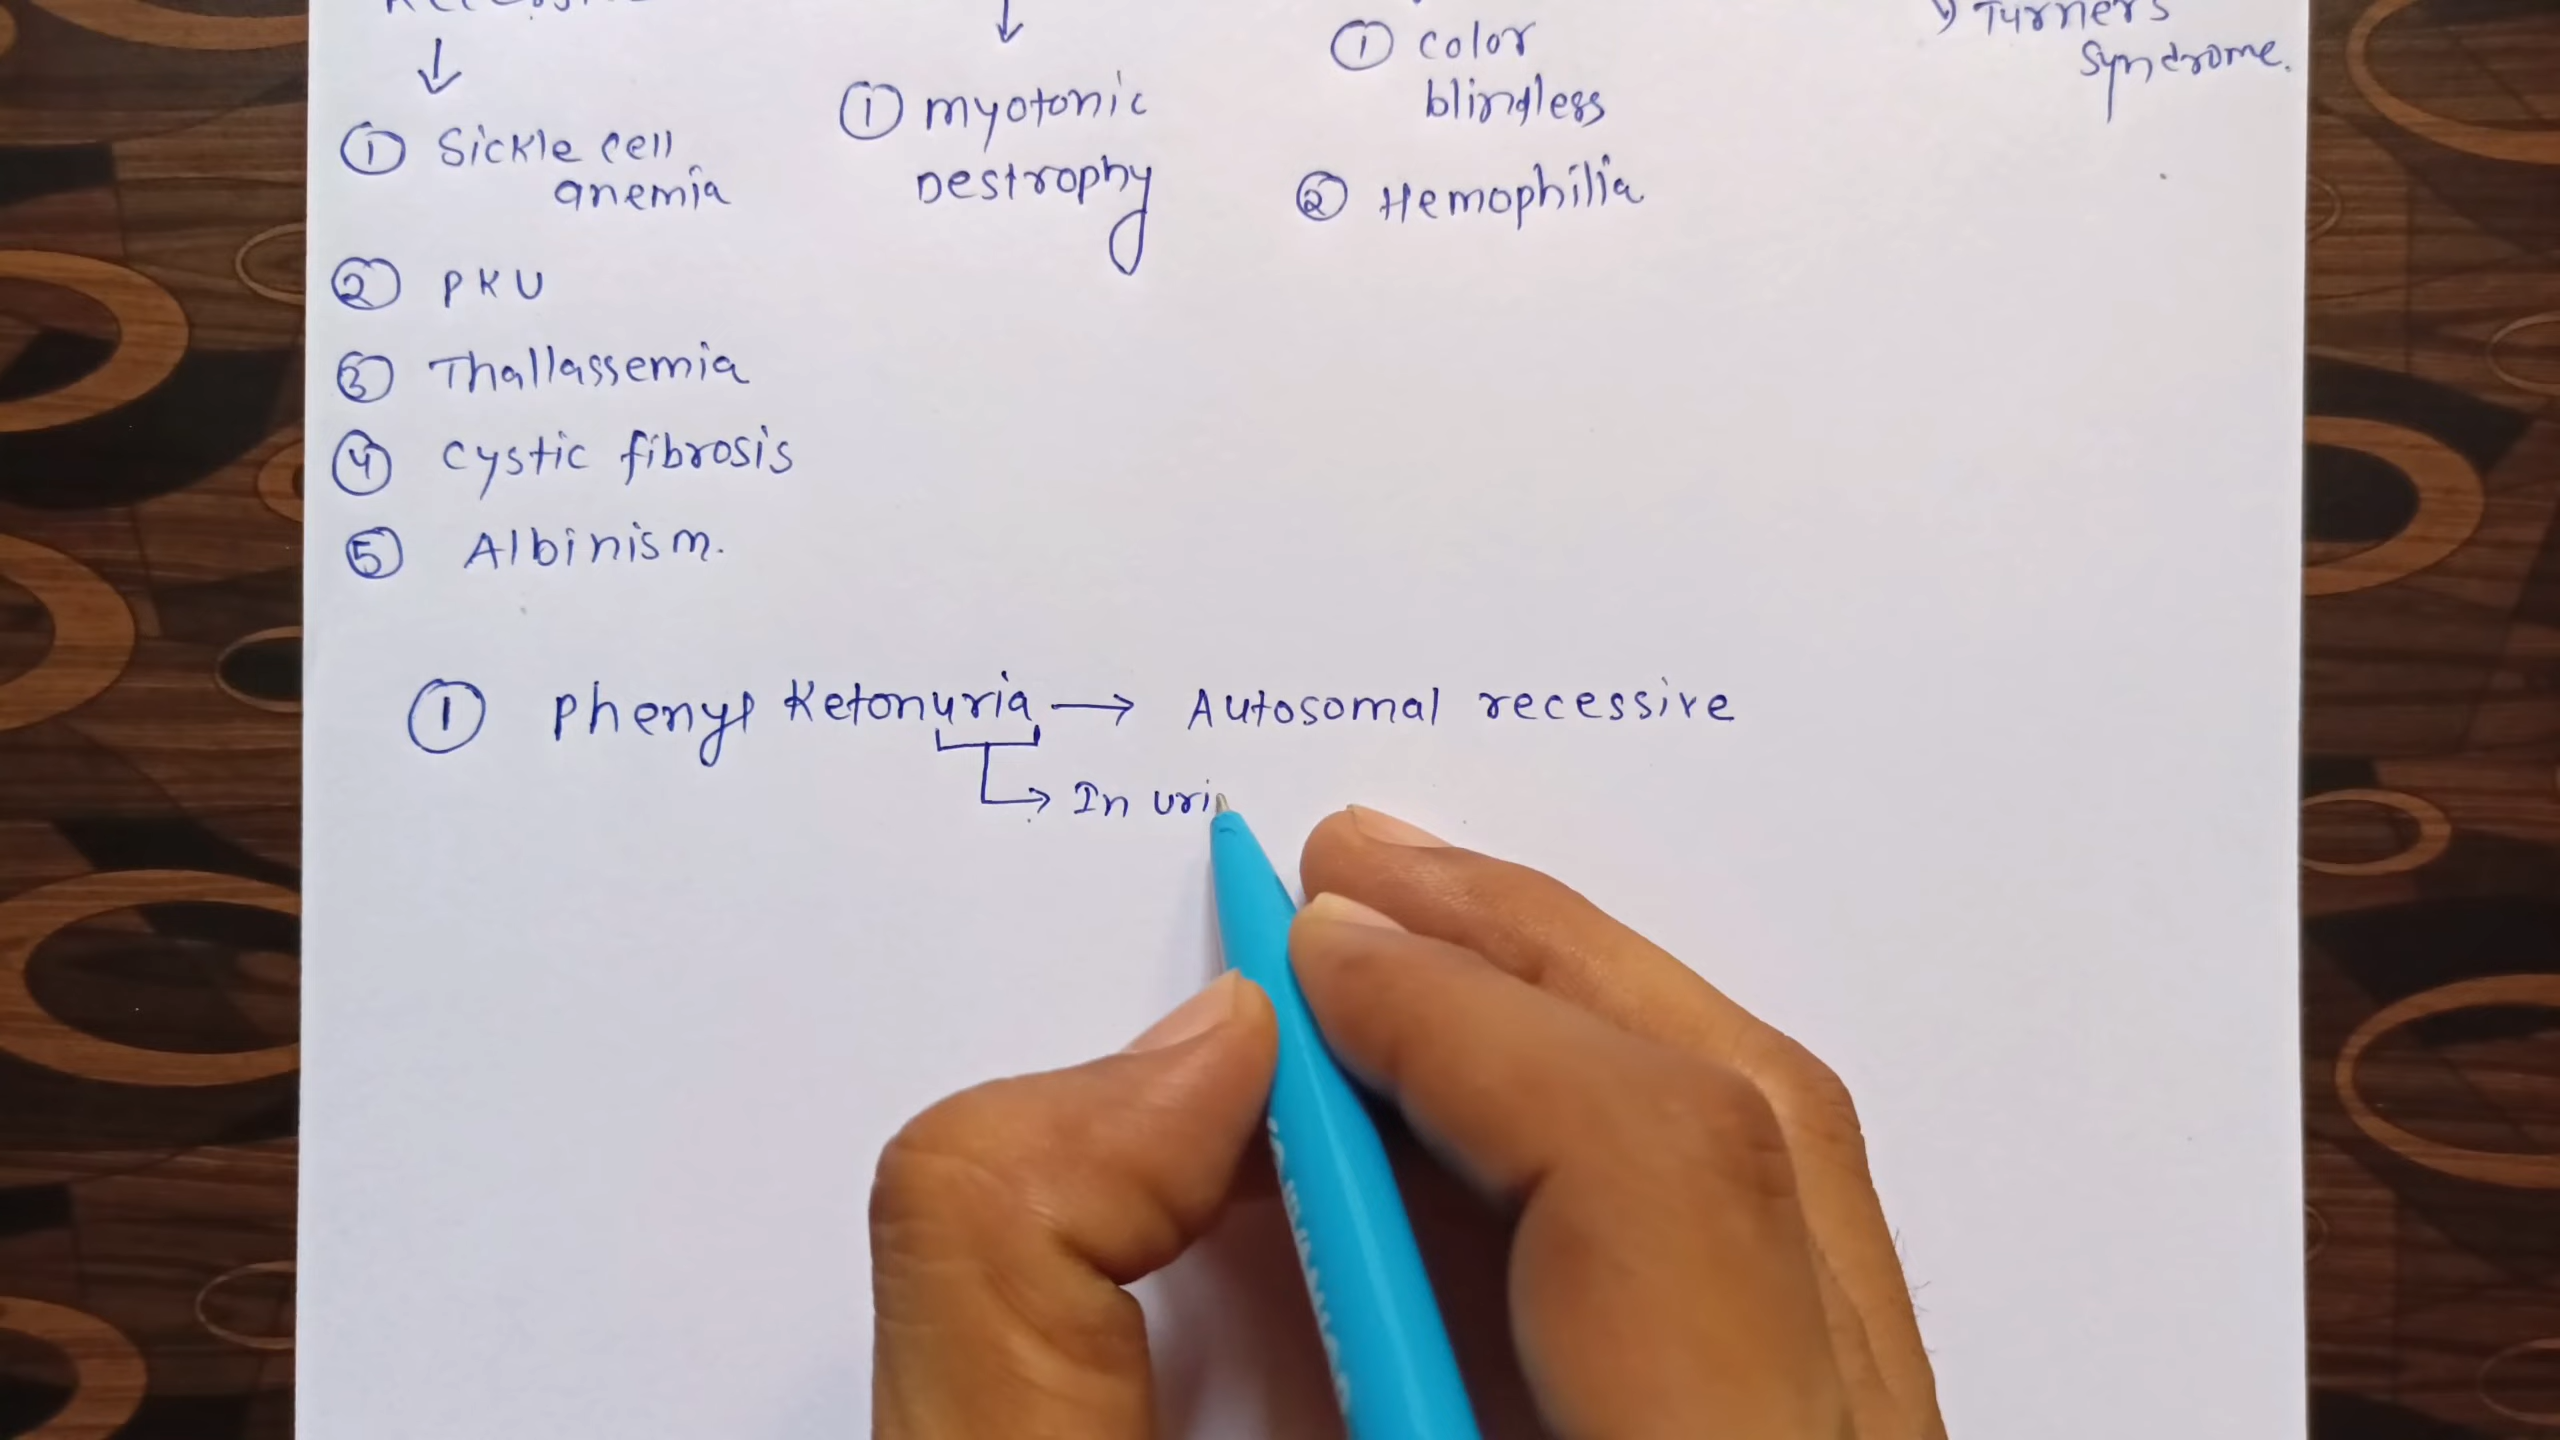 ① Sickle cell
anemia
② PKU
③ Thallassemia
④ Cystic fibrosis
⑤ Albinism.
① myotonic
Destrophy
① color
blindless
② Hemophilia
Turners
Syndrome.
① Phenyl Ketonuria → Autosomal recessive
→ In uri